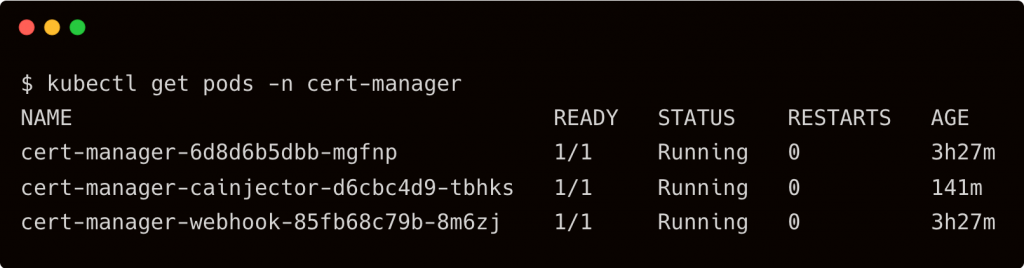 $ kubectl get pods -n cert-manager
NAME READY STATUS RESTARTS AGE
cert-manager-6d8d6b5dbb-mgfnp 1/1 Running 0 3h27m
cert-manager-cainjector-d6cbc4d9-tbhks 1/1 Running 0 141m
cert-manager-webhook-85fb68c79b-8m6zj 1/1 Running 0 3h27m